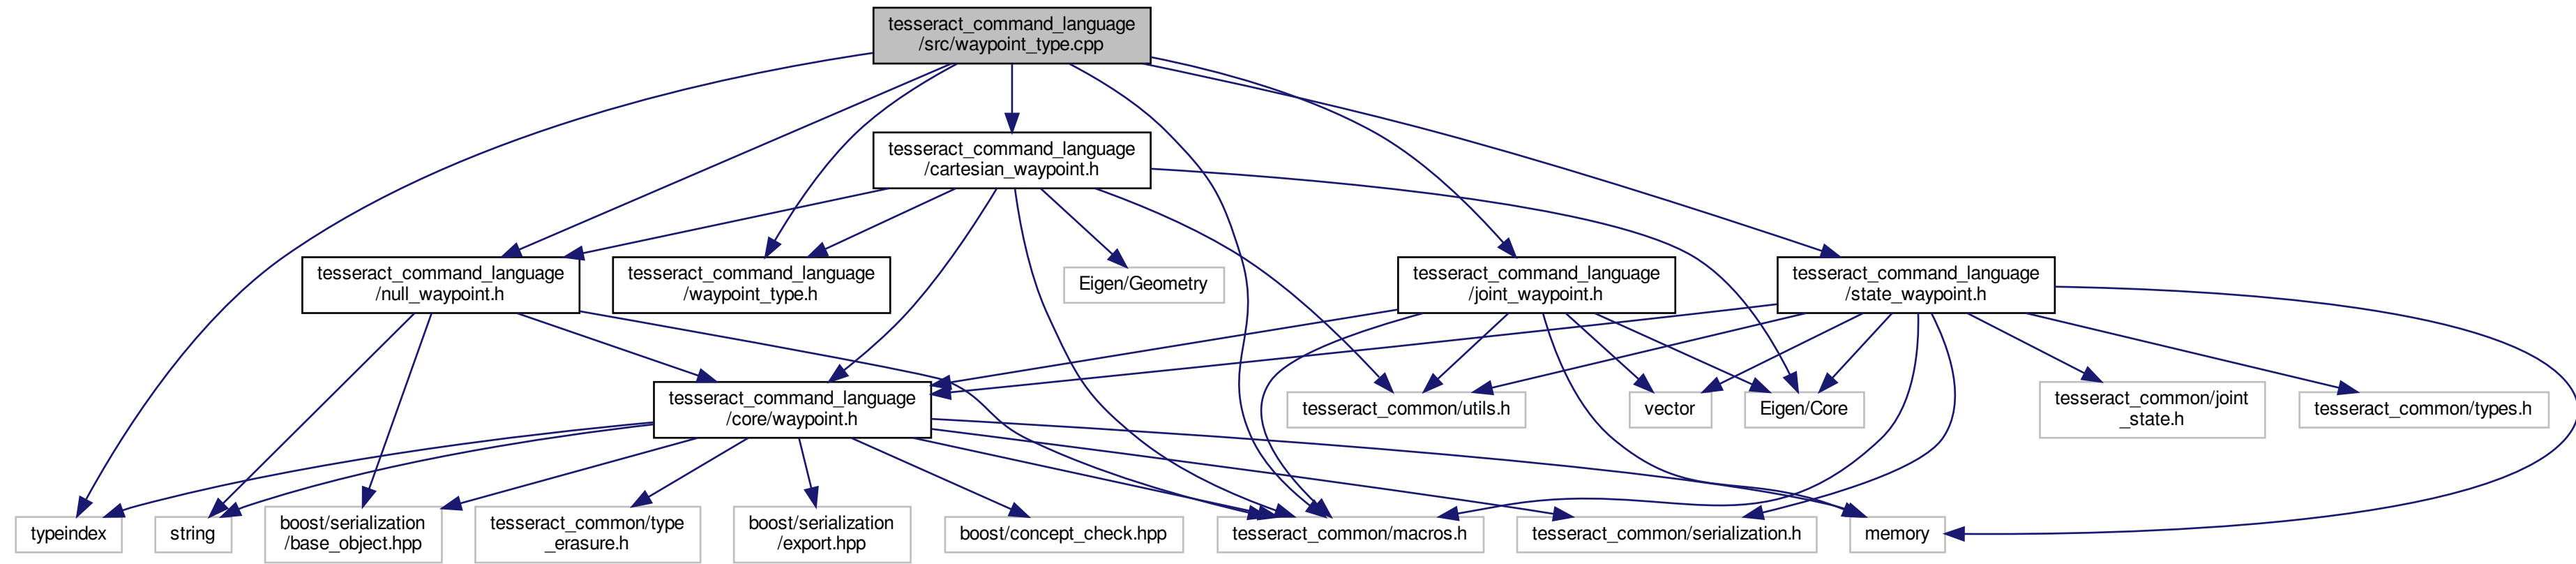 tesseract_command_language
/src/waypoint_type.cpp
tesseract_command_language
/cartesian_waypoint.h
tesseract_command_language
/null_waypoint.h
tesseract_command_language
/waypoint_type.h
Eigen/Geometry
tesseract_command_language
/joint_waypoint.h
tesseract_command_language
/state_waypoint.h
tesseract_command_language
/core/waypoint.h
tesseract_common/utils.h
vector
Eigen/Core
tesseract_common/joint
_state.h
tesseract_common/types.h
typeindex
string
boost/serialization
/base_object.hpp
tesseract_common/type
_erasure.h
boost/serialization
/export.hpp
boost/concept_check.hpp
tesseract_common/macros.h
tesseract_common/serialization.h
memory